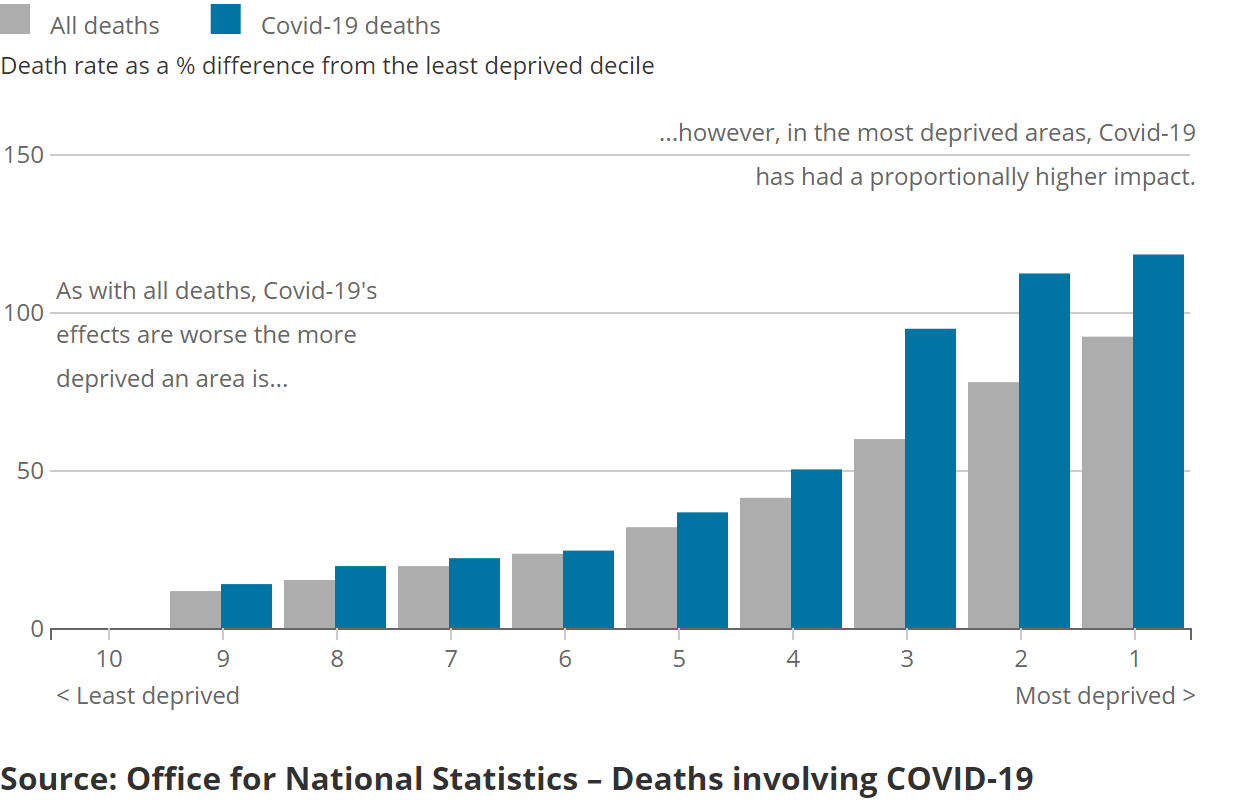 All deaths
Covid-19 deaths
Death rate as a % difference from the least deprived decile
...however, in the most deprived areas, Covid-19
150
has had a proportionally higher impact.
As with all deaths, Covid-19's
100
effects are worse the more
deprived an area is...
50
0
10 9 8 7 6 5 4 3 2 1
< Least deprived
Most deprived >
Source: Office for National Statistics – Deaths involving COVID-19